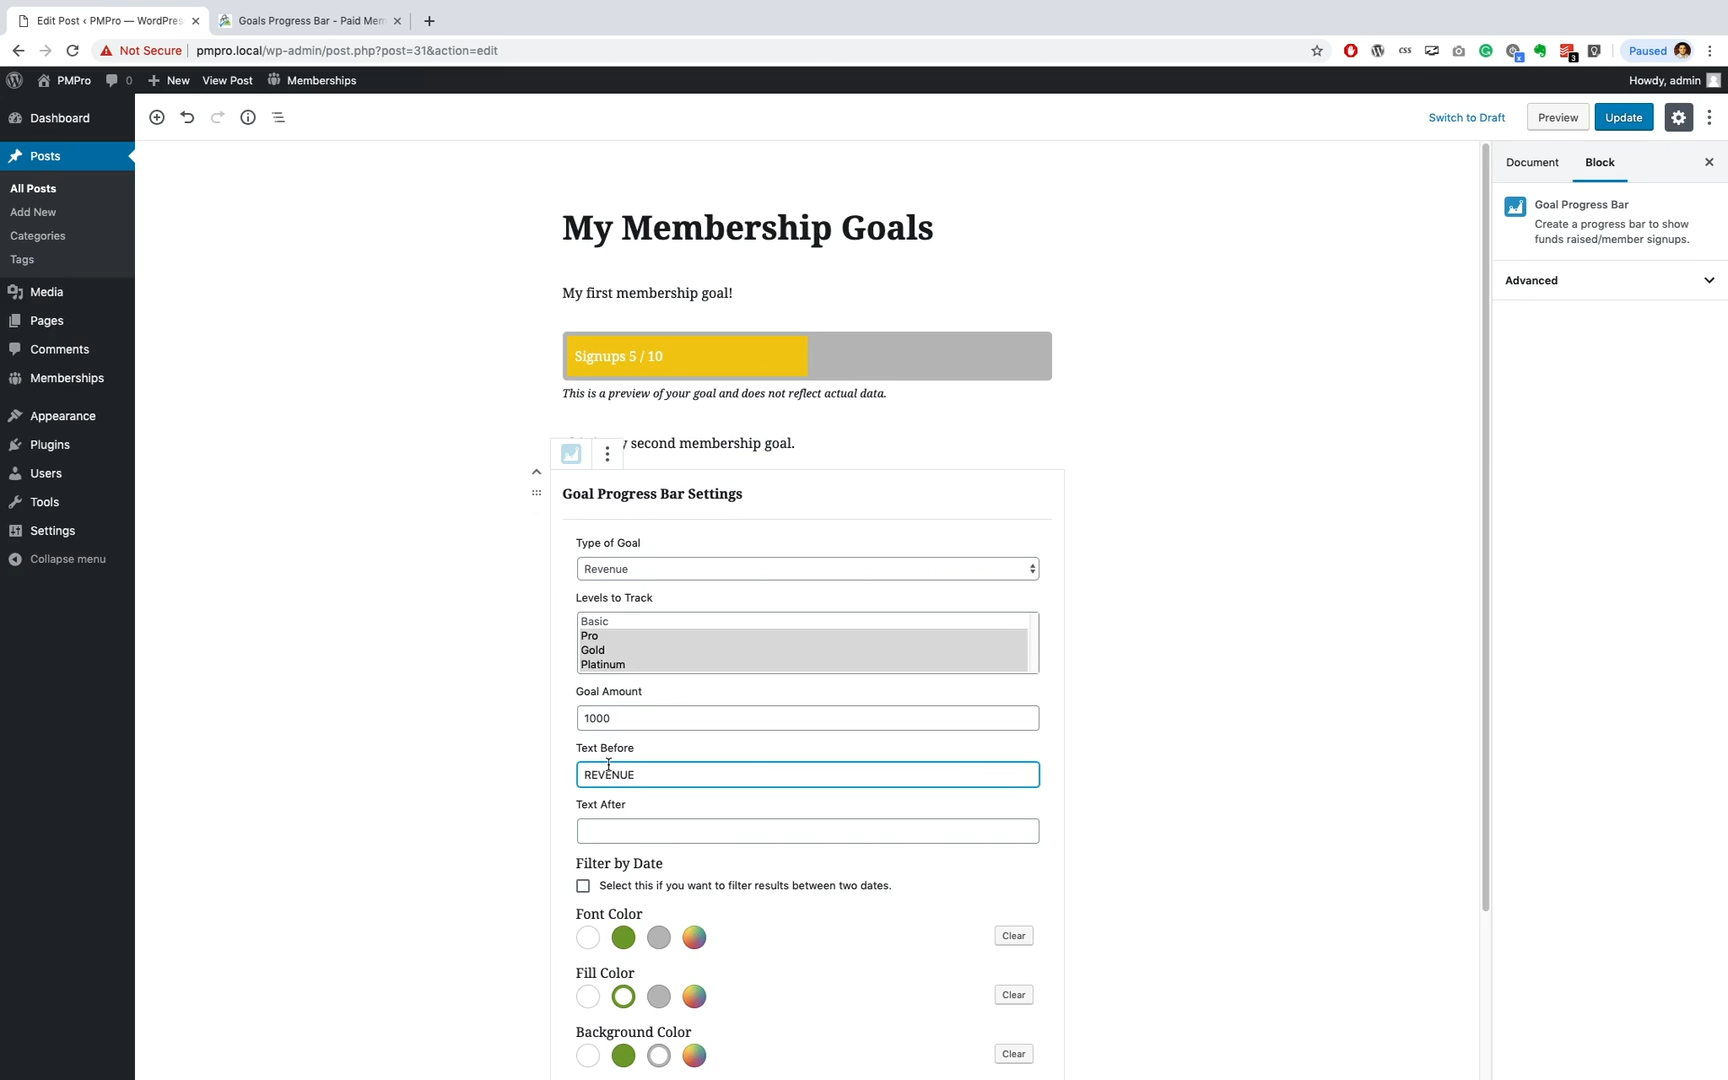 Edit Post ‹ PMPro — WordPres
Goals Progress Bar - Paid Mem
Not Secure
pmpro.local/wp-admin/post.php?post=31&action=edit
css
3
Paused
PMPro
0
New
View Post
Memberships
Howdy, admin
Dashboard
Posts
All Posts
Add New
Categories
Tags
Media
Pages
Comments
Memberships
Appearance
Plugins
Users
Tools
Settings
Collapse menu
Switch to Draft
Preview
Update
Document
Block
Goal Progress Bar
Create a progress bar to show
funds raised/member signups.
Advanced
My Membership Goals
My first membership goal!
Signups 5 / 10
This is a preview of your goal and does not reflect actual data.
second membership goal.
Goal Progress Bar Settings
Type of Goal
Revenue
Levels to Track
Basic
Pro
Gold
Platinum
Goal Amount
1000
Text Before
REVENUE
Text After
Filter by Date
Select this if you want to filter results between two dates.
Font Color
Clear
Fill Color
Clear
Background Color
Clear